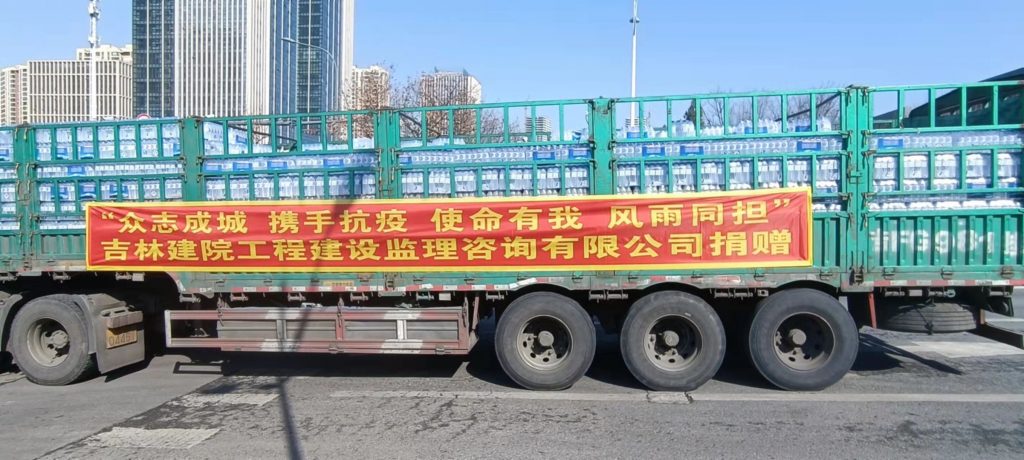 “众志成城 携手抗疫 使命有我 风雨同担”
吉林建院工程建设监理咨询有限公司捐赠